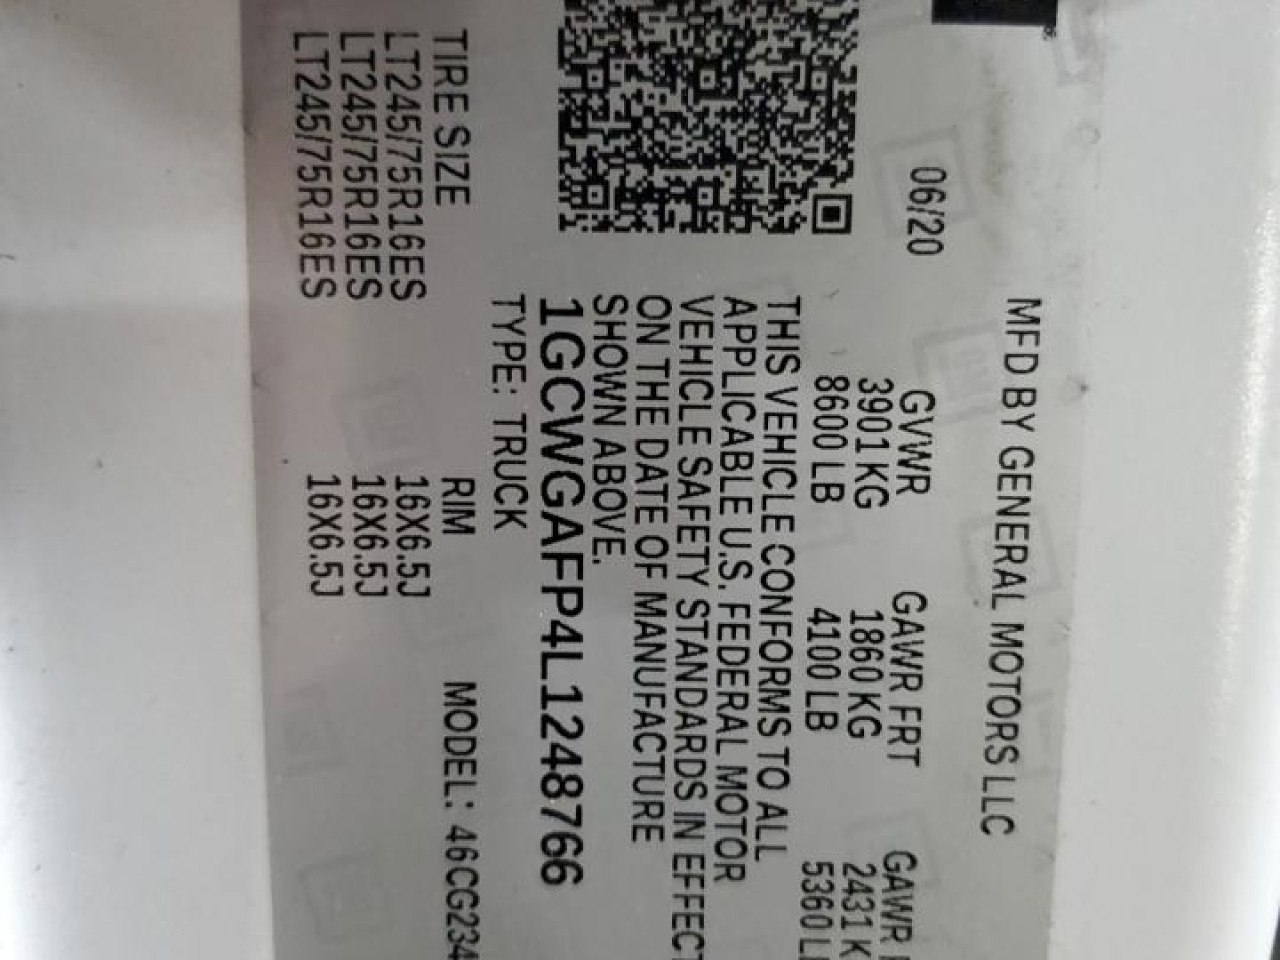 MFD BY GENERAL MOTORS LLC
06/20
GVWR GAWR FRT GAWR
3901 KG 1860 KG 2431 K
8600 LB 4100 LB 5360 L
THIS VEHICLE CONFORMS TO ALL
APPLICABLE U.S. FEDERAL MOTOR
VEHICLE SAFETY STANDARDS IN EFFECT
ON THE DATE OF MANUFACTURE
SHOWN ABOVE.
1GCWGAFP4L1248766
TYPE: TRUCK
TIRE SIZE RIM MODEL: 46CG234
LT245/75R16ES 16X6.5J
LT245/75R16ES 16X6.5J
LT245/75R16ES 16X6.5J